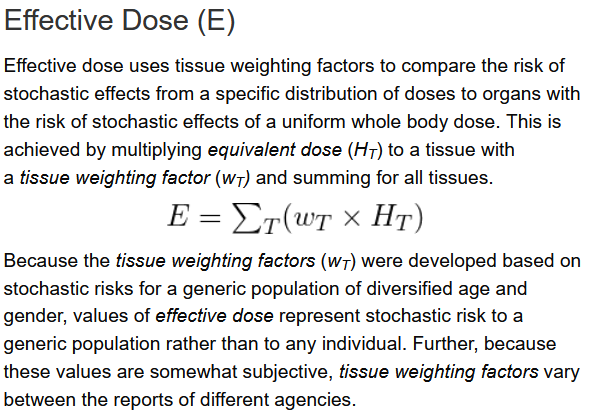 Effective Dose (E)
Effective dose uses tissue weighting factors to compare the risk of
stochastic effects from a specific distribution of doses to organs with
the risk of stochastic effects of a uniform whole body dose. This is
achieved by multiplying equivalent dose (H_T) to a tissue with
a tissue weighting factor (w_T) and summing for all tissues.
E = ∑_T(w_T × H_T)
Because the tissue weighting factors (w_T) were developed based on
stochastic risks for a generic population of diversified age and
gender, values of effective dose represent stochastic risk to a
generic population rather than to any individual. Further, because
these values are somewhat subjective, tissue weighting factors vary
between the reports of different agencies.